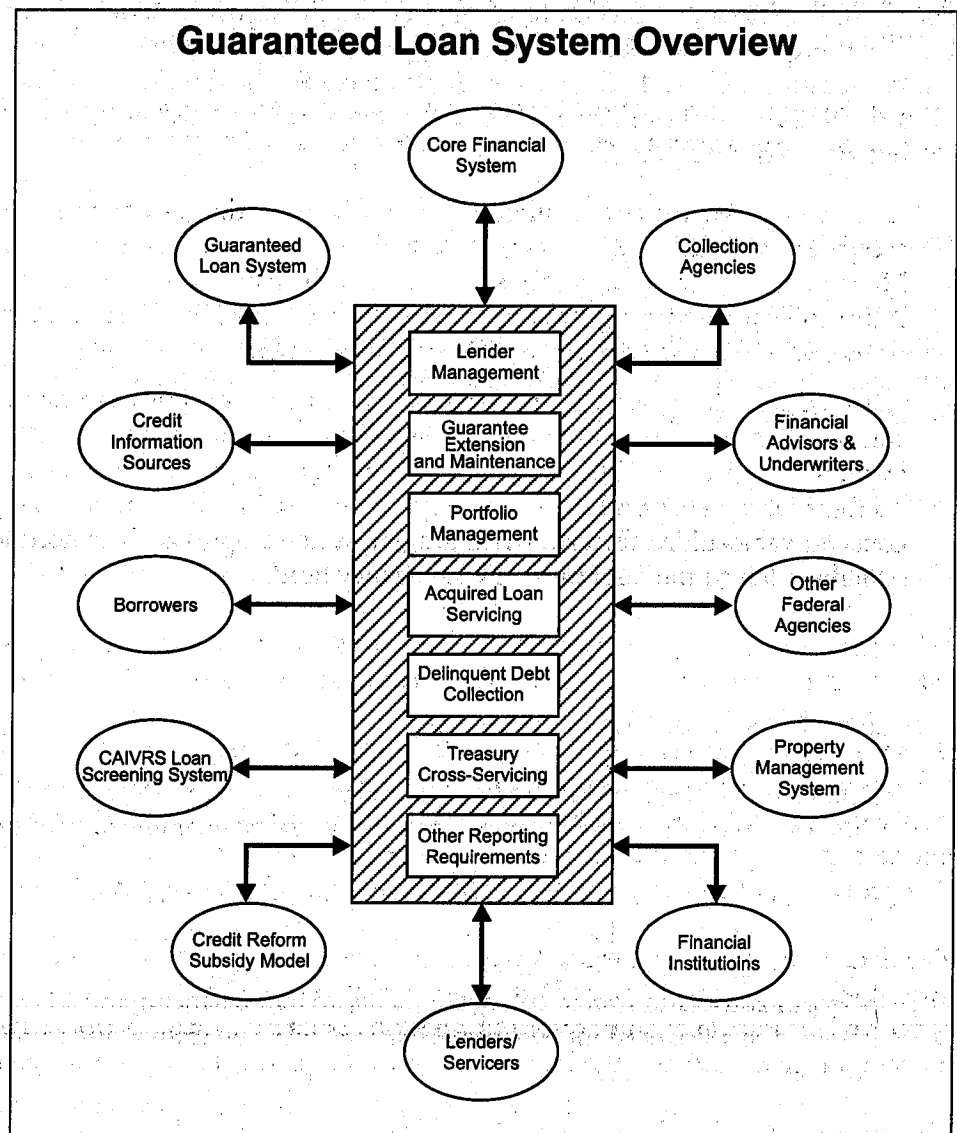 Guaranteed Loan System Overview
Core Financial
System
Guaranteed
Loan System
Collection
Agencies
Lender
Management
Credit
Information
Sources
Guarantee
Extension
and Maintenance
Financial
Advisors &
Underwriters
Portfolio
Management
Borrowers
Acquired Loan
Servicing
Other
Federal
Agencies
Delinquent Debt
Collection
CAIVRS Loan
Screening System
Treasury
Cross-Servicing
Property
Management
System
Other Reporting
Requirements
Credit Reform
Subsidy Model
Financial
Institutioins
Lenders/
Servicers